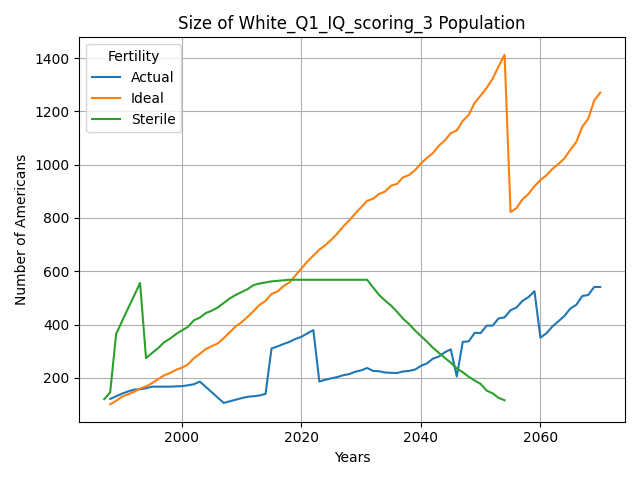 Size of White_Q1_IQ_scoring_3 Population
Fertility
Actual
Ideal
Sterile
Number of Americans
1400
1200
1000
800
600
400
200
2000
2020
2040
2060
Years